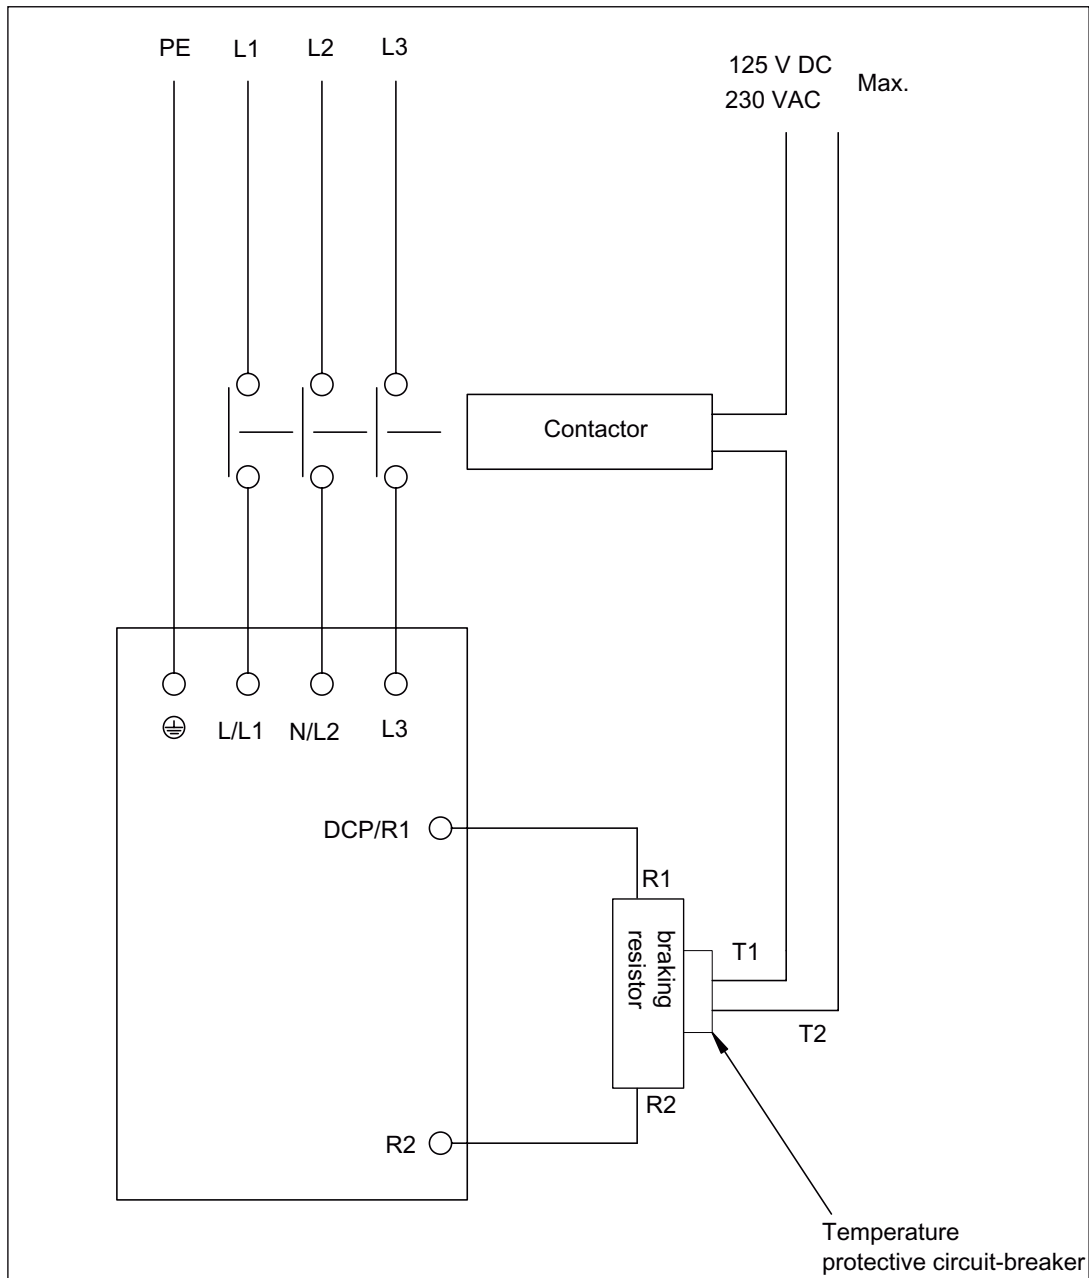 PE
L1
L2
L3
125 V DC
230 VAC
Max.
Contactor
L/L1
N/L2
L3
DCP/R1
R1
braking
resistor
T1
T2
R2
R2
Temperature
protective circuit-breaker